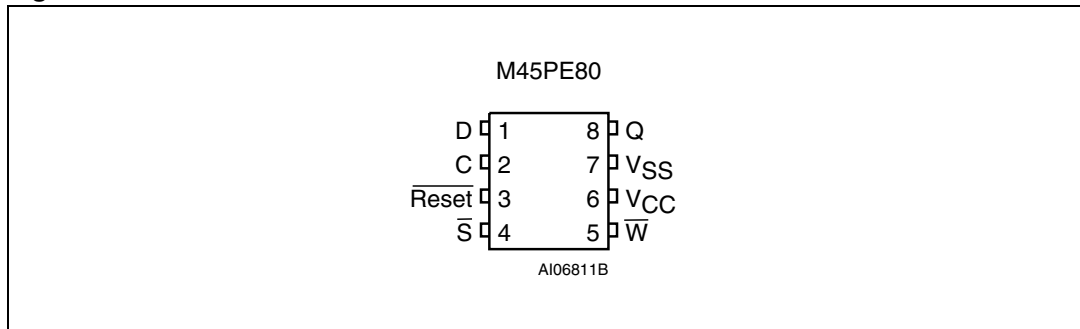 M45PE80
D 1 8 Q
C 2 7 VSS
Reset 3 6 VCC
S 4 5 W
AI06811B